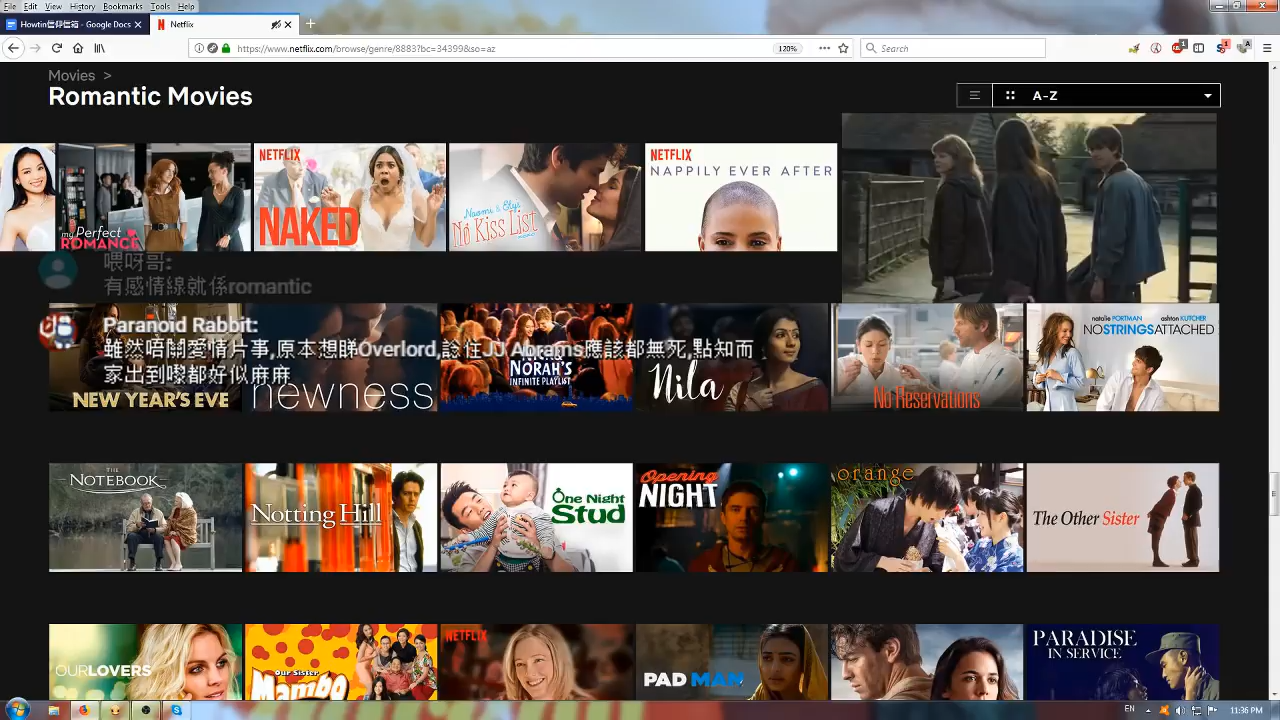 File Edit View History Bookmarks Tools Help
Howtin信仰信箱 - Google Docs
Netflix
https://www.netflix.com/browse/genre/8883?bc=34399&so=az
120%
Search
Movies >
Romantic Movies
A-Z
my Perfect ROMANCE
NETFLIX
NAKED
Naomi & Ely's
No Kiss List
NETFLIX
NAPPILY EVER AFTER
喂呀哥:
有感情線就係romantic
Paranoid Rabbit:
雖然唔關愛情片事,原本想睇Overlord,諗住JJ Abrams應該都無死,點知而
家出到嚟都好似麻麻
NEW YEAR'S EVE
newness
NORAH'S
INFINITE PLAYLIST
Nila
No Reservations
natalie PORTMAN ashton KUTCHER
NO STRINGS ATTACHED
THE NOTEBOOK
Notting Hill
One Night Stud
Opening NIGHT
orange
The Other Sister
OUR LOVERS
Our Sister
Mambo
NETFLIX
PAD MAN
PARADISE
IN SERVICE
EN
11:36 PM